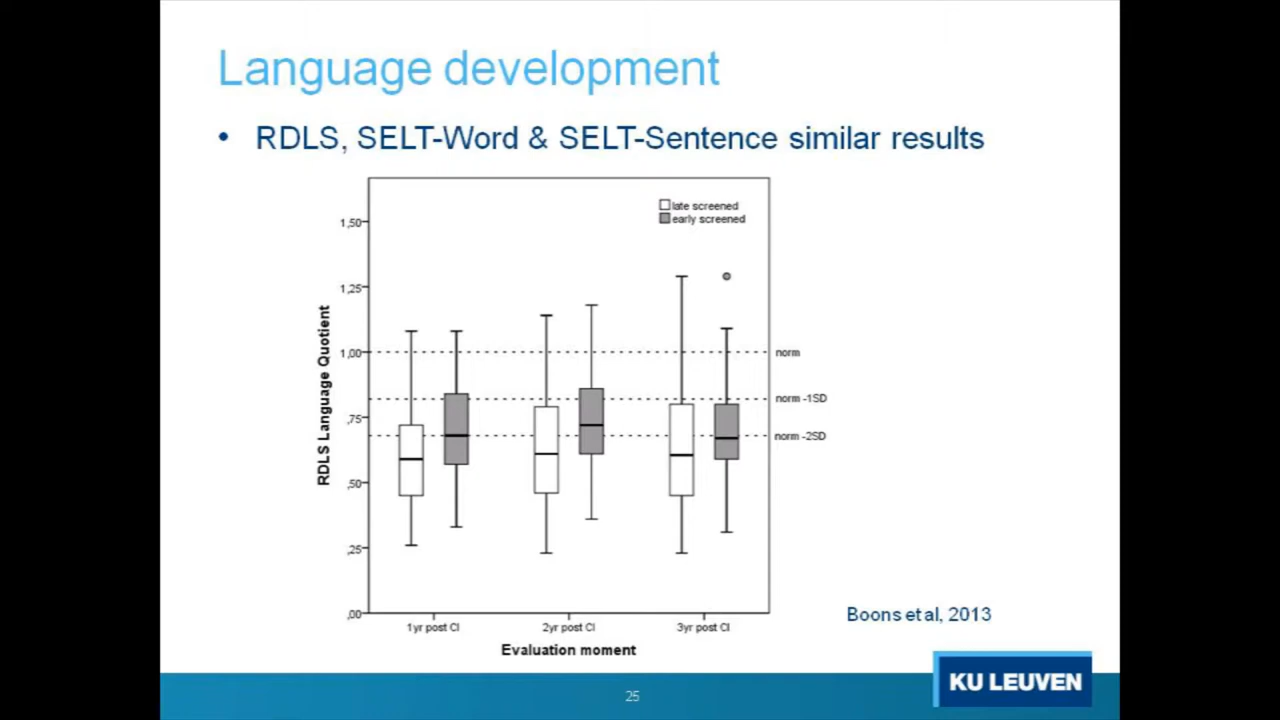 Language development
• RDLS, SELT-Word & SELT-Sentence similar results
late screened
early screened
1,50
1,25
1,00
,75
,50
,25
,00
RDLS Language Quotient
norm
norm -1SD
norm -2SD
1yr post CI
2yr post CI
3yr post CI
Evaluation moment
Boons et al, 2013
KU LEUVEN
25